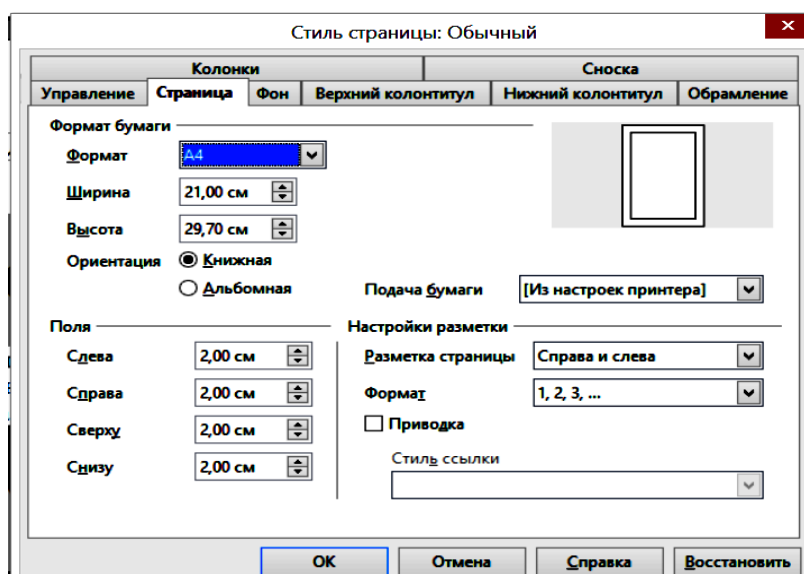 Стиль страницы: Обычный
Колонки Сноска
Управление Страница Фон Верхний колонтитул Нижний колонтитул Обрамление
Формат бумаги
Формат A4
Ширина 21,00 см
Высота 29,70 см
Ориентация Книжная
Альбомная Подача бумаги [Из настроек принтера]
Поля Настройки разметки
Слева 2,00 см Разметка страницы Справа и слева
Справа 2,00 см Формат 1, 2, 3, ...
Сверху 2,00 см Приводка
Снизу 2,00 см Стиль ссылки
ОК Отмена Справка Восстановить